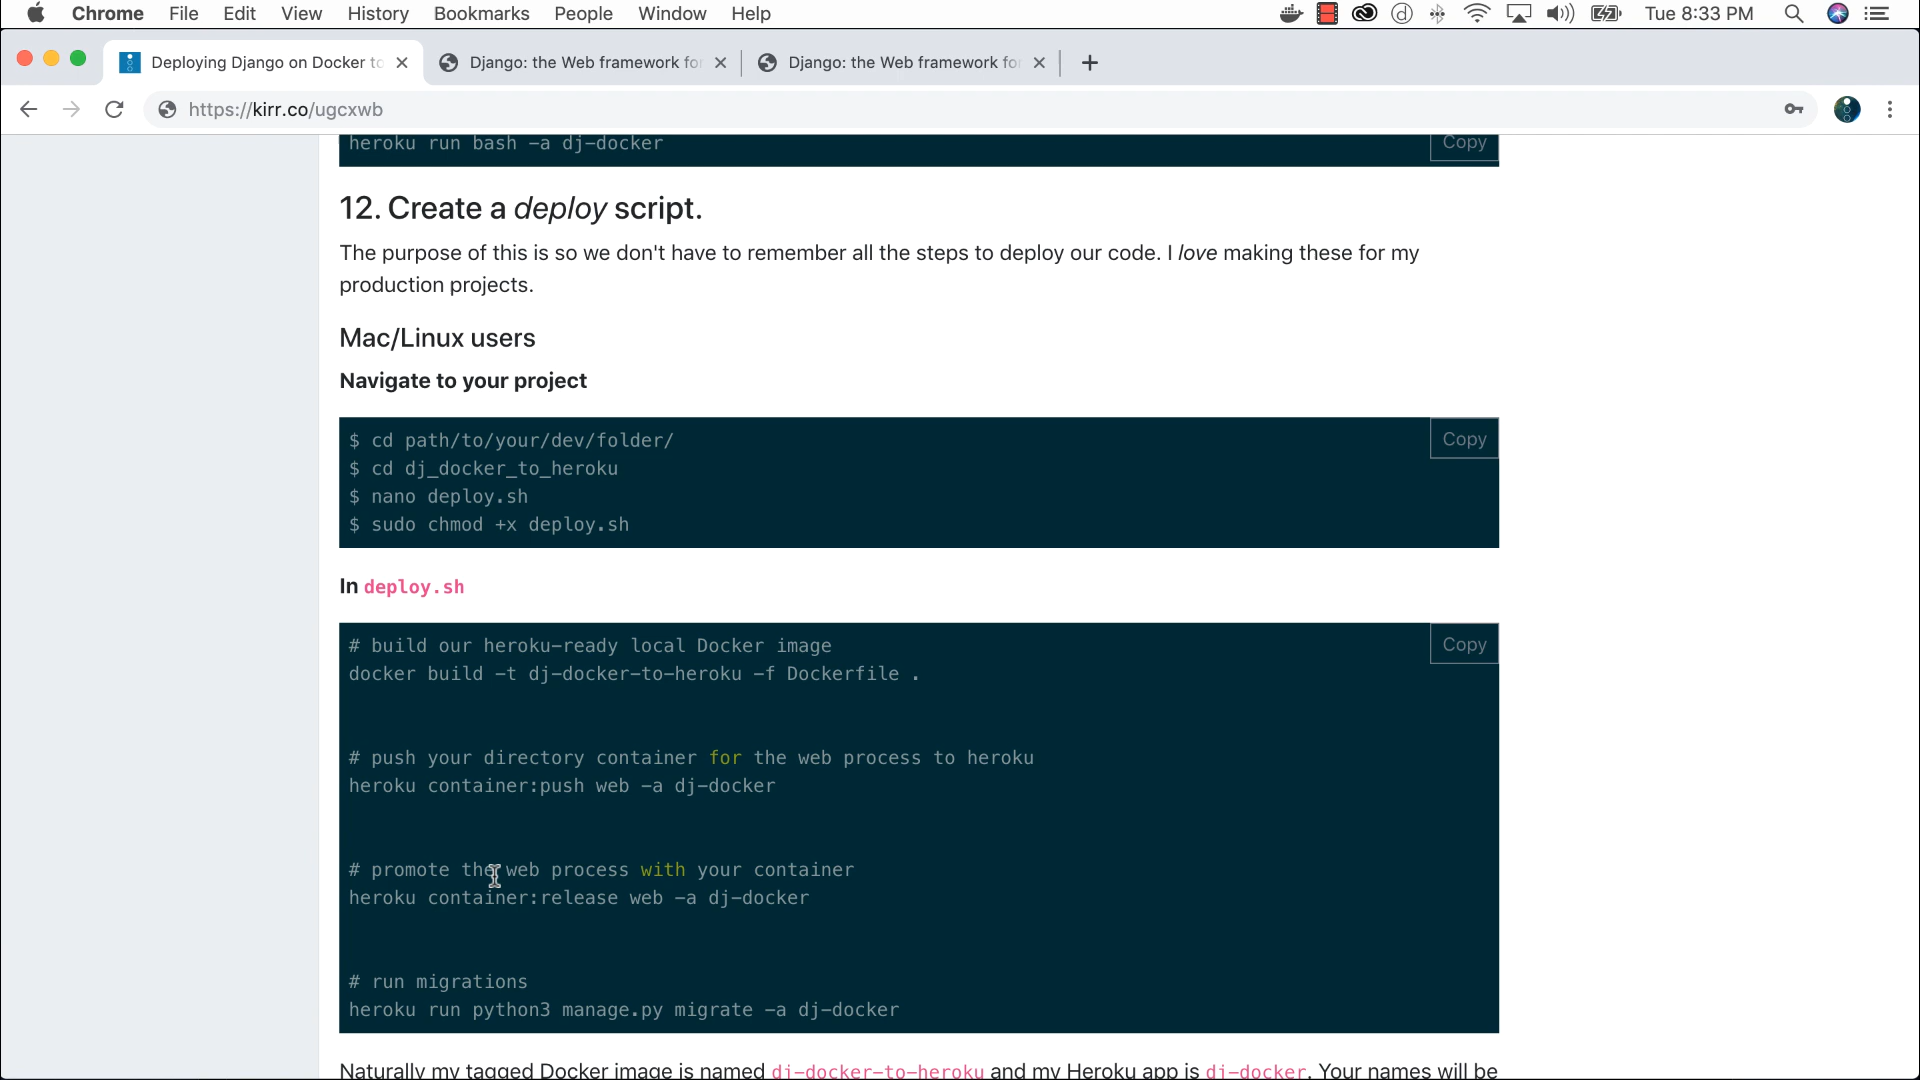 Chrome File Edit View History Bookmarks People Window Help Tue 8:33 PM
Deploying Django on Docker to Django: the Web framework for Django: the Web framework for
https://kirr.co/ugcxwb
heroku run bash -a dj-docker
Copy
12. Create a deploy script.
The purpose of this is so we don't have to remember all the steps to deploy our code. I love making these for my
production projects.
Mac/Linux users
Navigate to your project
$ cd path/to/your/dev/folder/
Copy
$ cd dj_docker_to_heroku
$ nano deploy.sh
$ sudo chmod +x deploy.sh
In deploy.sh
# build our heroku-ready local Docker image
Copy
docker build -t dj-docker-to-heroku -f Dockerfile .
# push your directory container for the web process to heroku
heroku container:push web -a dj-docker
# promote the web process with your container
heroku container:release web -a dj-docker
# run migrations
heroku run python3 manage.py migrate -a dj-docker
Naturally my tagged Docker image is named dj-docker-to-heroku and my Heroku app is dj-docker. Your names will be